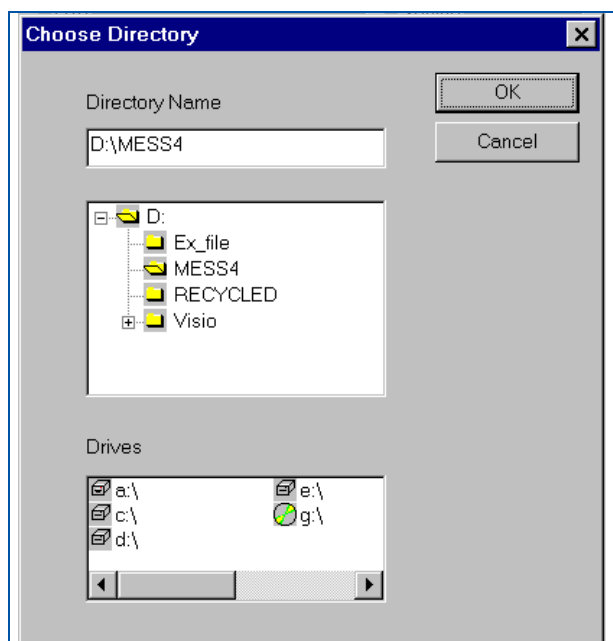 Choose Directory
OK
Directory Name
D:\MESS4
Cancel
D:
Ex_file
MESS4
RECYCLED
Visio
Drives
a:\
e:\
c:\
g:\
d:\